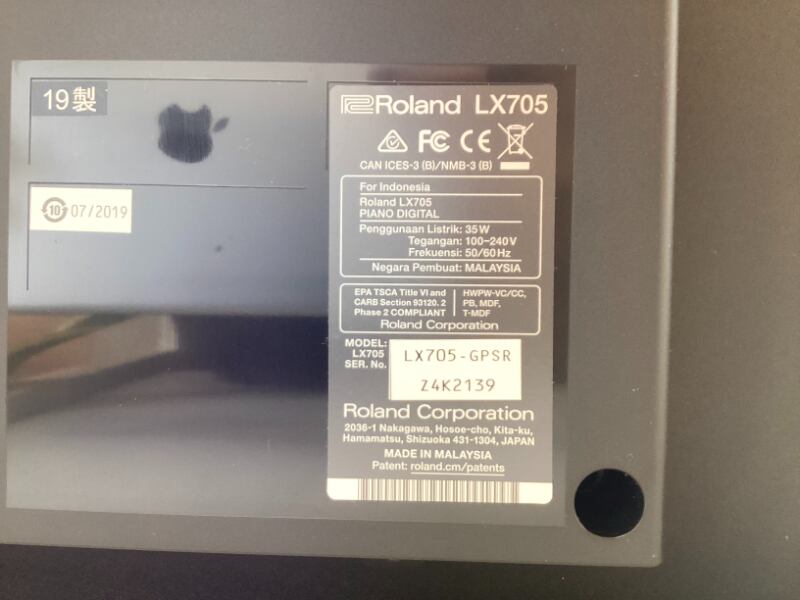 19製
10 07/2019
Roland LX705
FC CE
CAN ICES-3 (B)/NMB-3 (B)
For Indonesia
Roland LX705
PIANO DIGITAL
Penggunaan Listrik: 35W
Tegangan: 100-240V
Frekuensi: 50/60Hz
Negara Pembuat: MALAYSIA
EPA TSCA Title VI and
CARB Section 93120. 2
Phase 2 COMPLIANT
HWPW-VC/CC,
PB, MDF,
T-MDF
Roland Corporation
MODEL:
LX705
SER. No.
LX705-GPSR
Z4K2139
Roland Corporation
2036-1 Nakagawa, Hosoe-cho, Kita-ku,
Hamamatsu, Shizuoka 431-1304, JAPAN
MADE IN MALAYSIA
Patent: roland.cm/patents